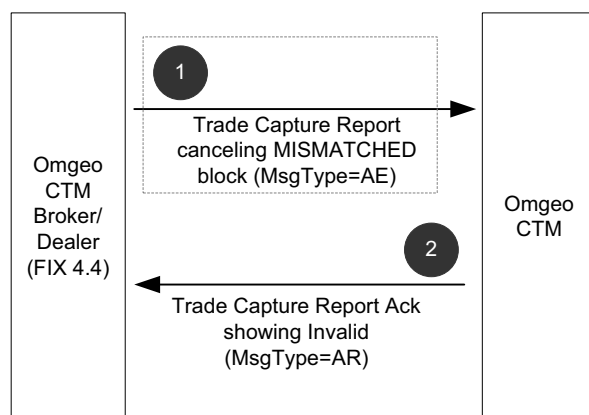 1
Trade Capture Report
canceling MISMATCHED
block (MsgType=AE)
Omgeo
CTM
Broker/
Dealer
(FIX 4.4)
Omgeo
CTM
2
Trade Capture Report Ack
showing Invalid
(MsgType=AR)